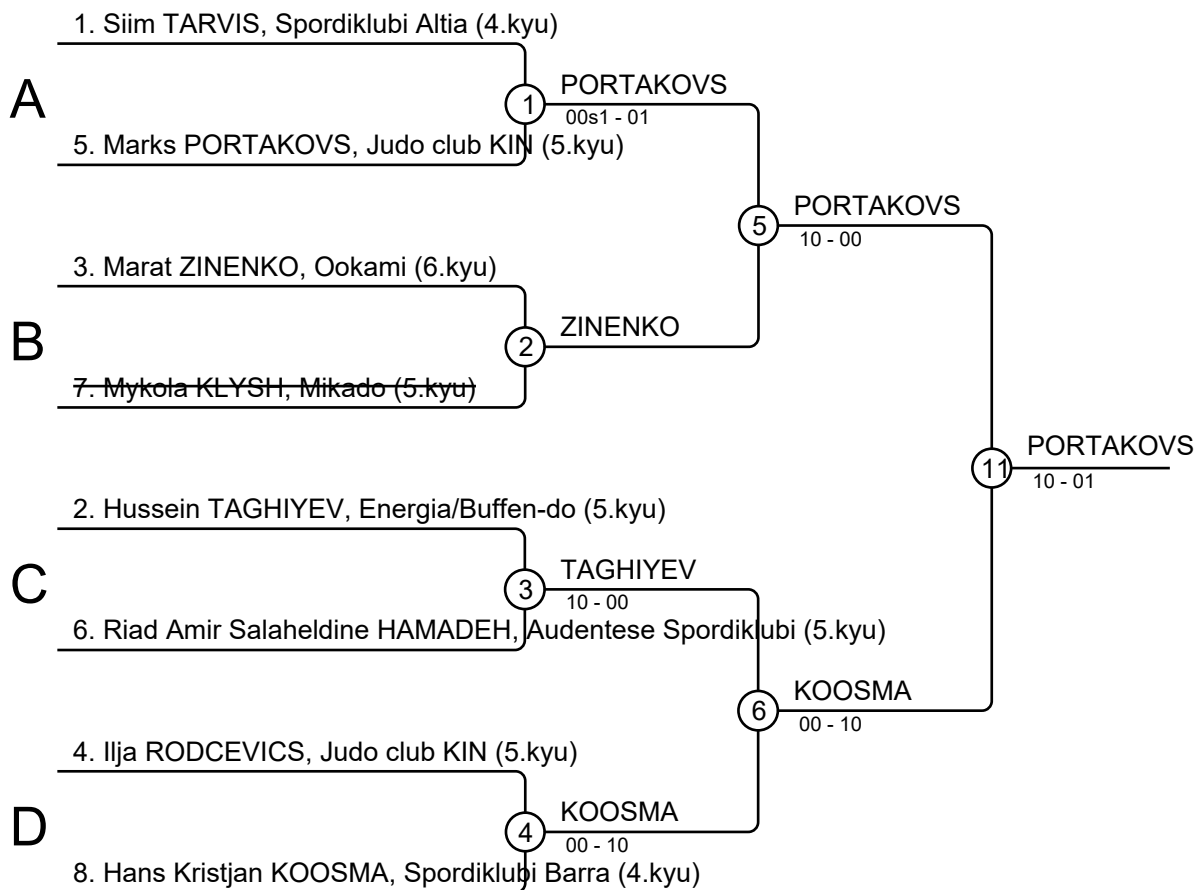 1. Siim TARVIS, Spordiklubi Altia (4.kyu)
A
1
PORTAKOVS
00s1 - 01
5. Marks PORTAKOVS, Judo club KIN (5.kyu)
5
PORTAKOVS
10 - 00
3. Marat ZINENKO, Ookami (6.kyu)
B
2
ZINENKO
7. Mykola KLYSH, Mikado (5.kyu)
11
PORTAKOVS
10 - 01
2. Hussein TAGHIYEV, Energia/Buffen-do (5.kyu)
C
3
TAGHIYEV
10 - 00
6. Riad Amir Salaheldine HAMADEH, Audentese Spordiklubi (5.kyu)
6
KOOSMA
00 - 10
4. Ilja RODCEVICS, Judo club KIN (5.kyu)
D
4
KOOSMA
00 - 10
8. Hans Kristjan KOOSMA, Spordiklubi Barra (4.kyu)